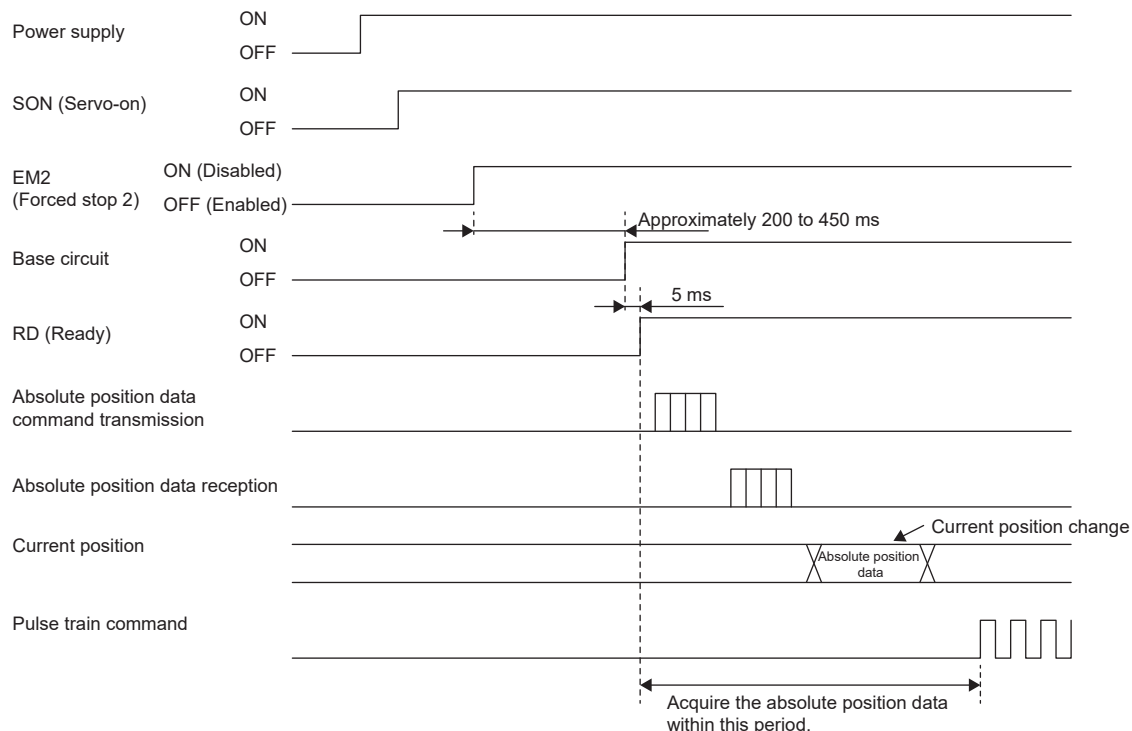 Power supply
ON
OFF
SON (Servo-on)
ON
OFF
EM2
(Forced stop 2)
ON (Disabled)
OFF (Enabled)
Approximately 200 to 450 ms
Base circuit
ON
OFF
5 ms
RD (Ready)
ON
OFF
Absolute position data
command transmission
Absolute position data reception
Current position change
Current position
Absolute position
data
Pulse train command
Acquire the absolute position data
within this period.